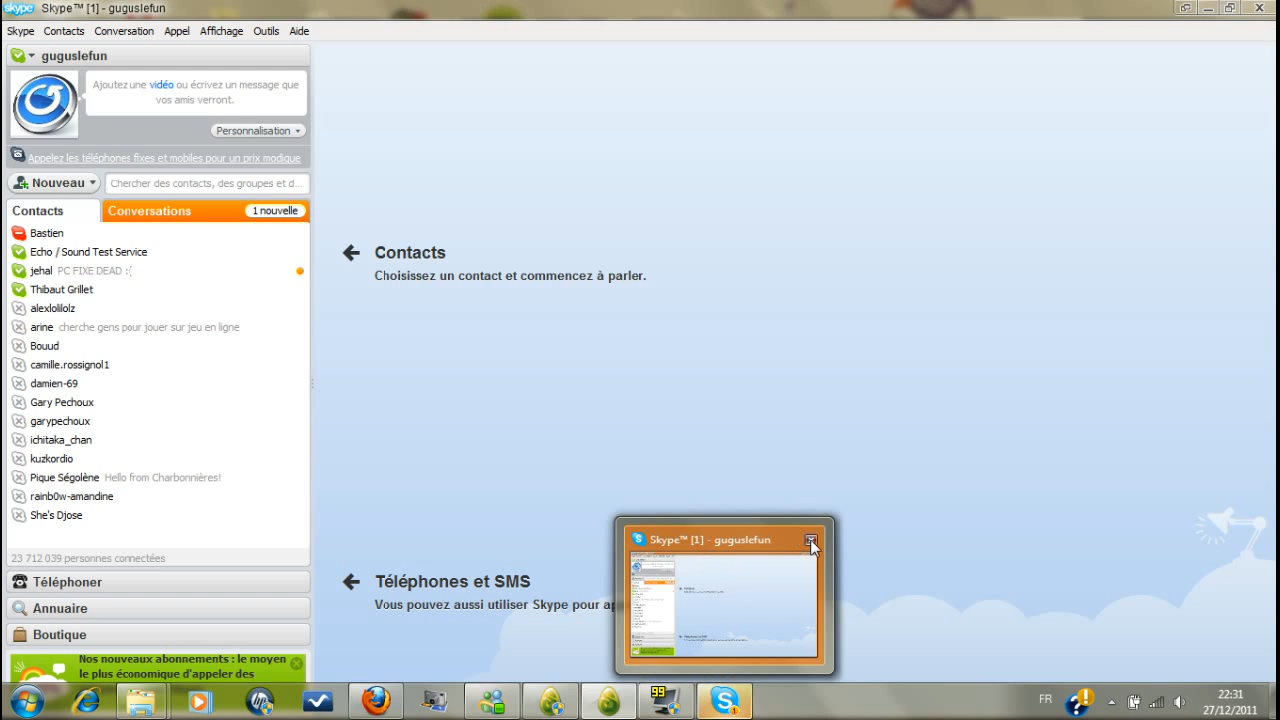 Skype™ [1] - guguslefun
Skype Contacts Conversation Appel Affichage Outils Aide
guguslefun
Ajoutez une vidéo ou écrivez un message que
vos amis verront.
Personnalisation
Appelez les téléphones fixes et mobiles pour un prix modique
Nouveau
Chercher des contacts, des groupes et d...
Contacts
Conversations
1 nouvelle
Bastien
Echo / Sound Test Service
jehal PC FIXE DEAD :'(
Thibaut Grillet
alexlolilolz
arine cherche gens pour jouer sur jeu en ligne
Bouud
camille.rossignol1
damien-69
Gary Pechoux
garypechoux
ichitaka_chan
kuzkordio
Pique Ségolène Hello from Charbonnières!
rainb0w-amandine
She's Djose
23 712 039 personnes connectées
Téléphoner
Annuaire
Boutique
Nos nouveaux abonnements : le moyen
le plus économique d'appeler des
Contacts
Choisissez un contact et commencez à parler.
Téléphones et SMS
Vous pouvez aussi utiliser Skype pour ap
Skype™ [1] - guguslefun
99
FR
22:31
27/12/2011